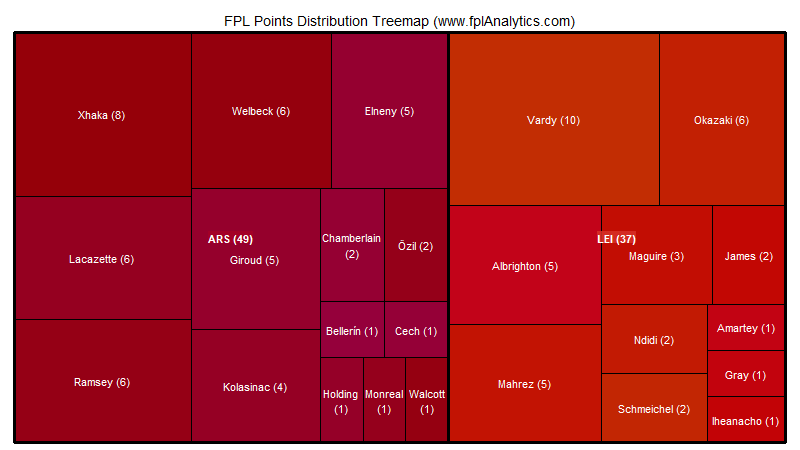 FPL Points Distribution Treemap (www.fplAnalytics.com)
Xhaka (8)
Welbeck (6)
Elneny (5)
Vardy (10)
Okazaki (6)
Lacazette (6)
ARS (49)
Giroud (5)
Chamberlain
(2)
Özil (2)
Albrighton (5)
LEI (37)
Maguire (3)
James (2)
Bellerín (1)
Cech (1)
Ramsey (6)
Kolasinac (4)
Holding
(1)
Monreal
(1)
Walcott
(1)
Mahrez (5)
Ndidi (2)
Schmeichel (2)
Amartey (1)
Gray (1)
Iheanacho (1)